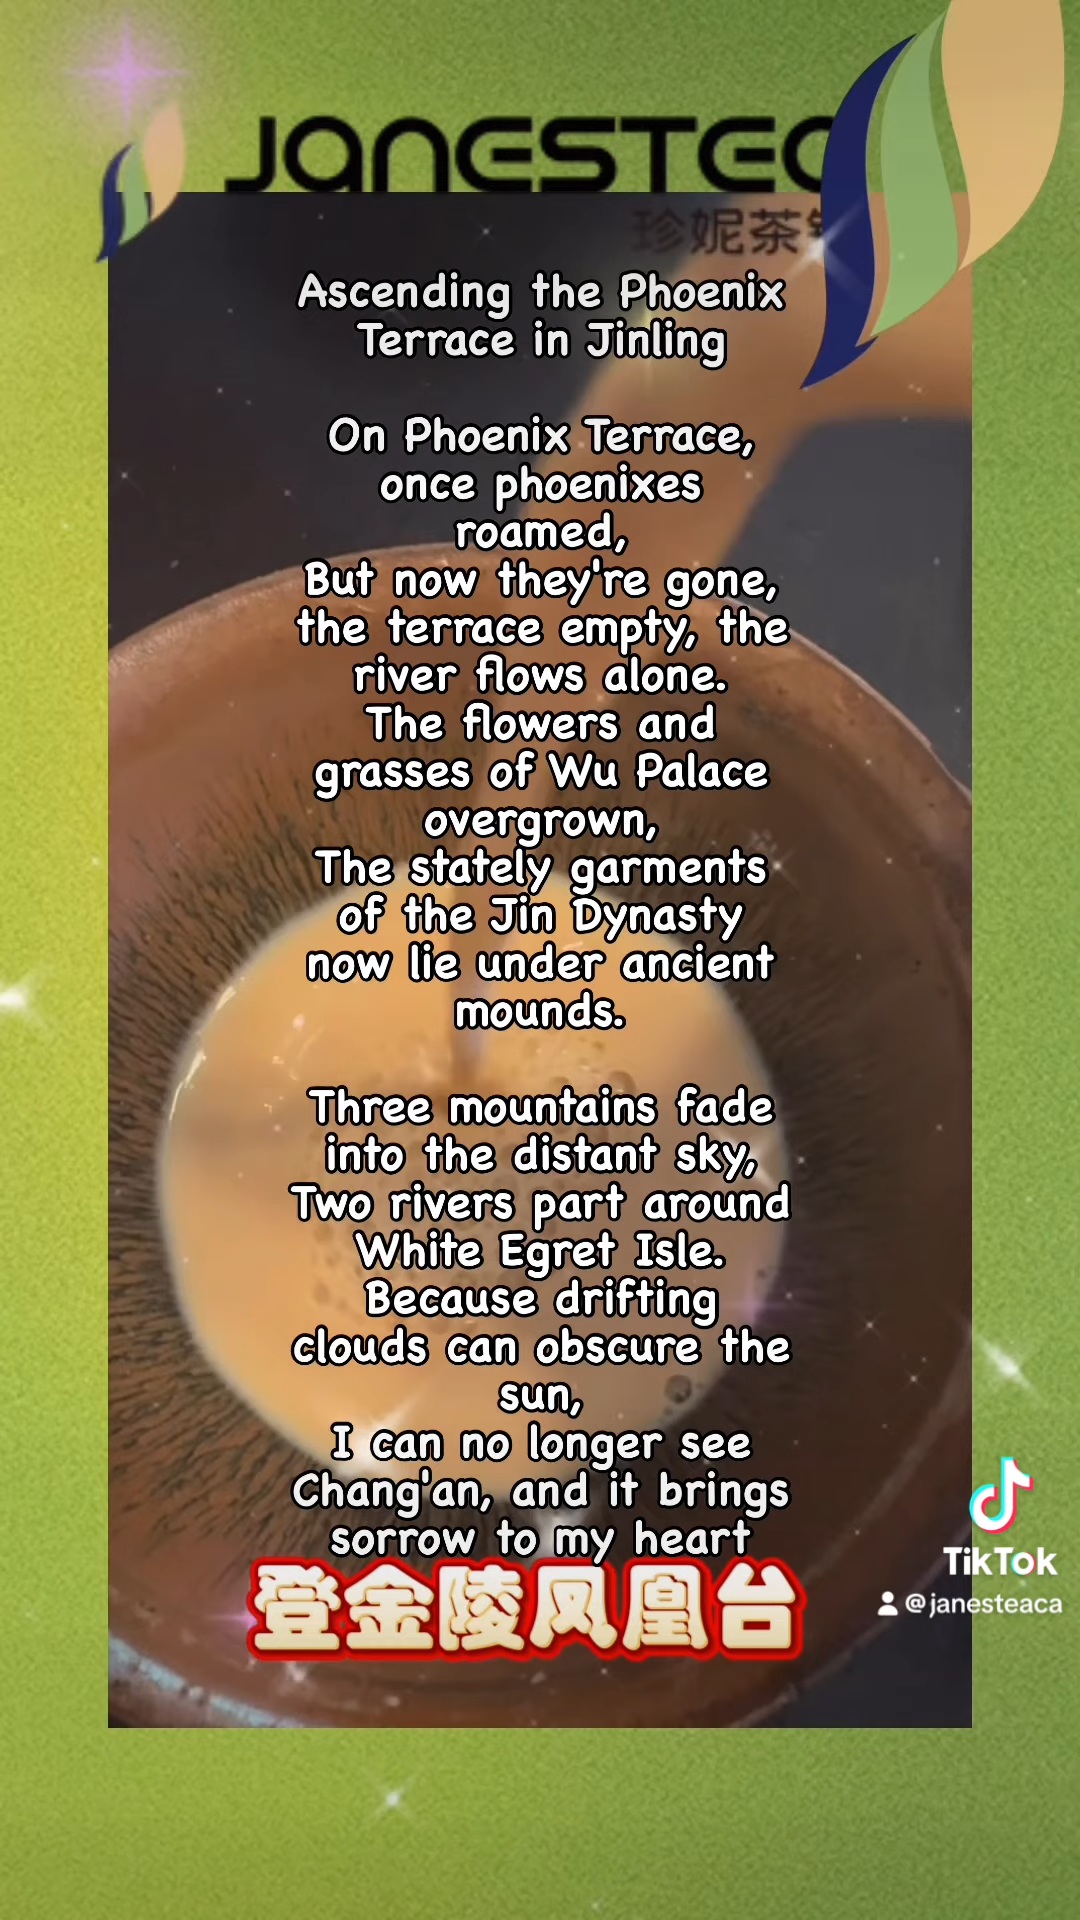 JANESTEA
珍妮茶
Ascending the Phoenix
Terrace in Jinling
On Phoenix Terrace,
once phoenixes
roamed,
But now they're gone,
the terrace empty, the
river flows alone.
The flowers and
grasses of Wu Palace
overgrown,
The stately garments
of the Jin Dynasty
now lie under ancient
mounds.
Three mountains fade
into the distant sky,
Two rivers part around
White Egret Isle.
Because drifting
clouds can obscure the
sun,
I can no longer see
Chang'an, and it brings
sorrow to my heart
登金陵凤凰台
TikTok
@janesteaca